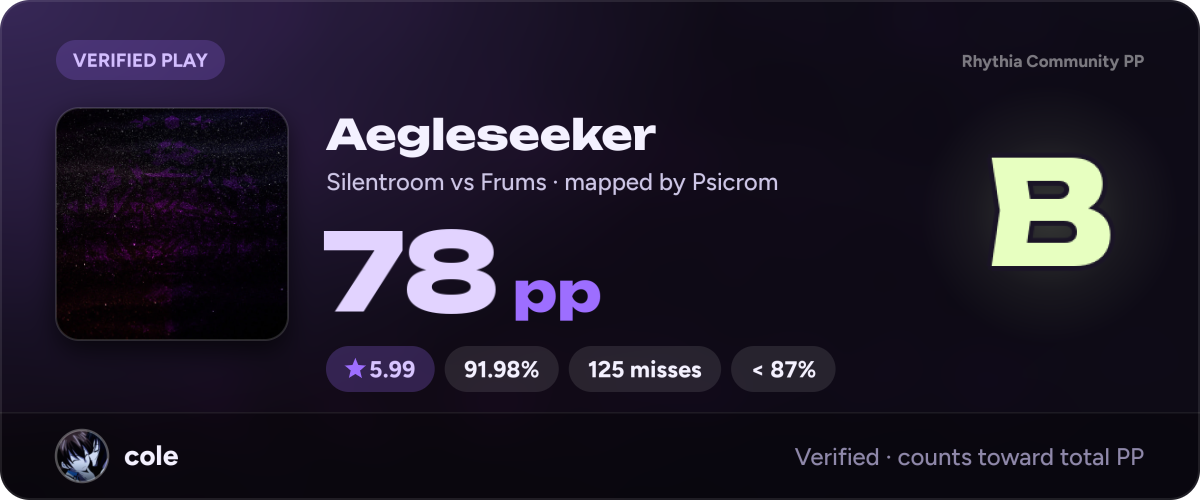 VERIFIED PLAY
Rhythia Community PP
Aegleseeker
Silentroom vs Frums · mapped by Psicrom
B
78 pp
★ 5.99
91.98%
125 misses
< 87%
cole
Verified · counts toward total PP